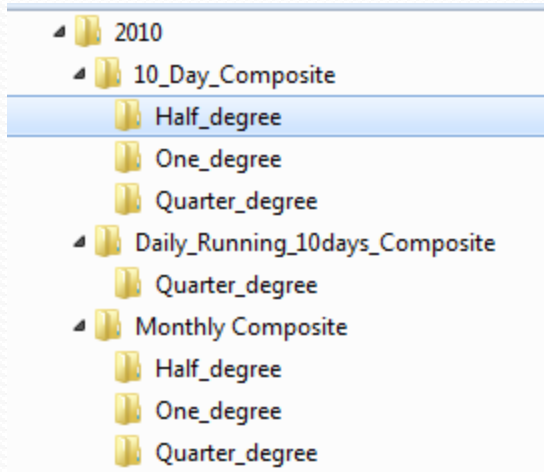 2010
10_Day_Composite
Half_degree
One_degree
Quarter_degree
Daily_Running_10days_Composite
Quarter_degree
Monthly Composite
Half_degree
One_degree
Quarter_degree